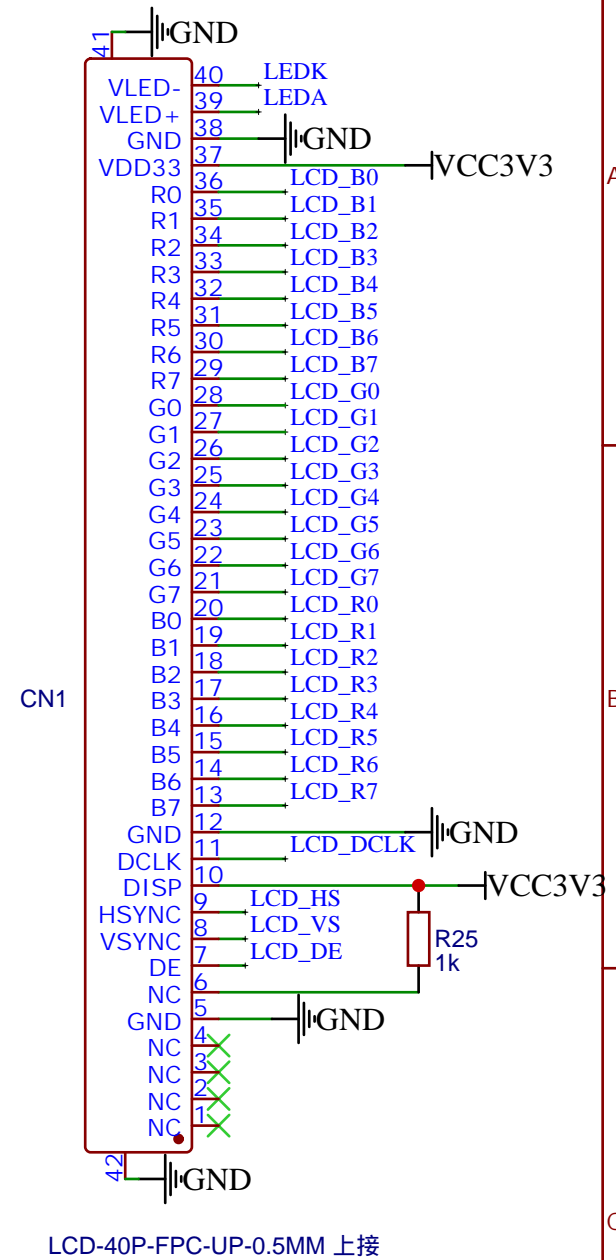 41 GND
VLED- 40 LEDK
VLED+ 39 LEDA
GND 38 GND
VDD33 37 VCC3V3
R0 36 LCD_B0
R1 35 LCD_B1
R2 34 LCD_B2
R3 33 LCD_B3
R4 32 LCD_B4
R5 31 LCD_B5
R6 30 LCD_B6
R7 29 LCD_B7
G0 28 LCD_G0
G1 27 LCD_G1
G2 26 LCD_G2
G3 25 LCD_G3
G4 24 LCD_G4
G5 23 LCD_G5
G6 22 LCD_G6
G7 21 LCD_G7
B0 20 LCD_R0
B1 19 LCD_R1
B2 18 LCD_R2
B3 17 LCD_R3
B4 16 LCD_R4
B5 15 LCD_R5
B6 14 LCD_R6
B7 13 LCD_R7
GND 12 GND
DCLK 11 LCD_DCLK
DISP 10 VCC3V3
HSYNC 9 LCD_HS
VSYNC 8 LCD_VS
DE 7 LCD_DE
NC 6
GND 5 GND
NC 4
NC 3
NC 2
NC 1
42 GND
CN1
R25
1k
A
B
C
LCD-40P-FPC-UP-0.5MM 上接